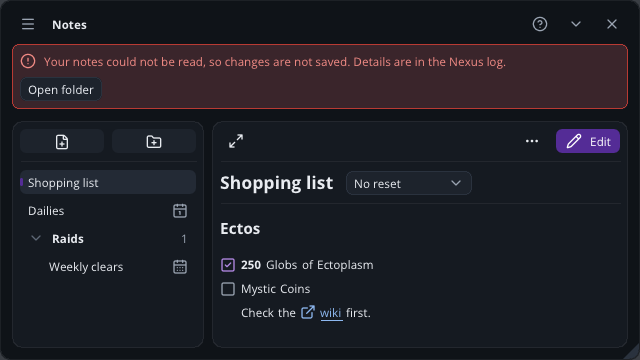 Notes
Your notes could not be read, so changes are not saved. Details are in the Nexus log.
Open folder
Edit
Shopping list
Dailies
Raids 1
Weekly clears
Shopping list No reset
Ectos
250 Globs of Ectoplasm
Mystic Coins
Check the wiki first.